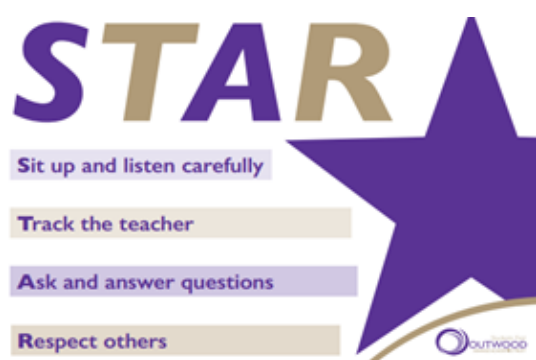 STAR
Sit up and listen carefully
Track the teacher
Ask and answer questions
Respect others
OUTWOOD